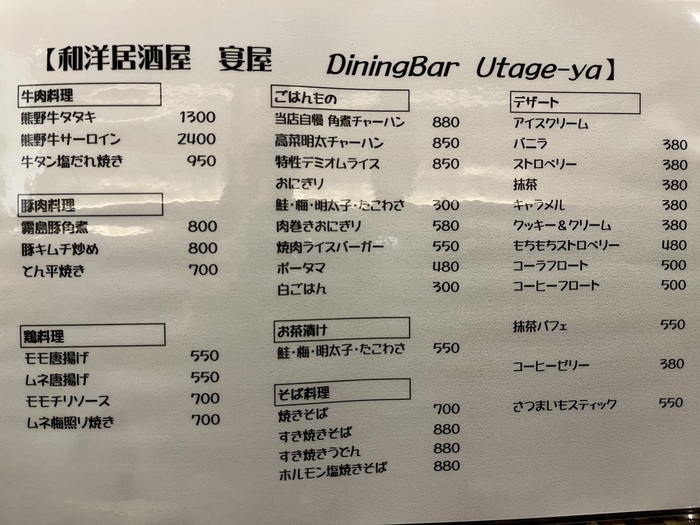 【和洋居酒屋 宴屋 DiningBar Utage-ya】
牛肉料理
熊野牛タタキ 1300
熊野牛サーロイン 2400
牛タン塩だれ焼き 950
豚肉料理
霧島豚角煮 800
豚キムチ炒め 800
とん平焼き 700
鶏料理
モモ唐揚げ 550
ムネ唐揚げ 550
モモチリソース 700
ムネ梅照り焼き 700
ごはんもの
当店自慢 角煮チャーハン 880
高菜明太チャーハン 850
特性デミオムライス 850
おにぎり
鮭・梅・明太子・たこわさ 300
肉巻きおにぎり 580
焼肉ライスバーガー 550
ポータマ 480
白ごはん 300
お茶漬け
鮭・梅・明太子・たこわさ 550
そば料理
焼きそば 700
すき焼きそば 880
すき焼きうどん 880
ホルモン塩焼きそば 880
デザート
アイスクリーム
バニラ 380
ストロベリー 380
抹茶 380
キャラメル 380
クッキー＆クリーム 380
もちもちストロベリー 480
コーラフロート 500
コーヒーフロート 500
抹茶パフェ 550
コーヒーゼリー 380
さつまいもスティック 550